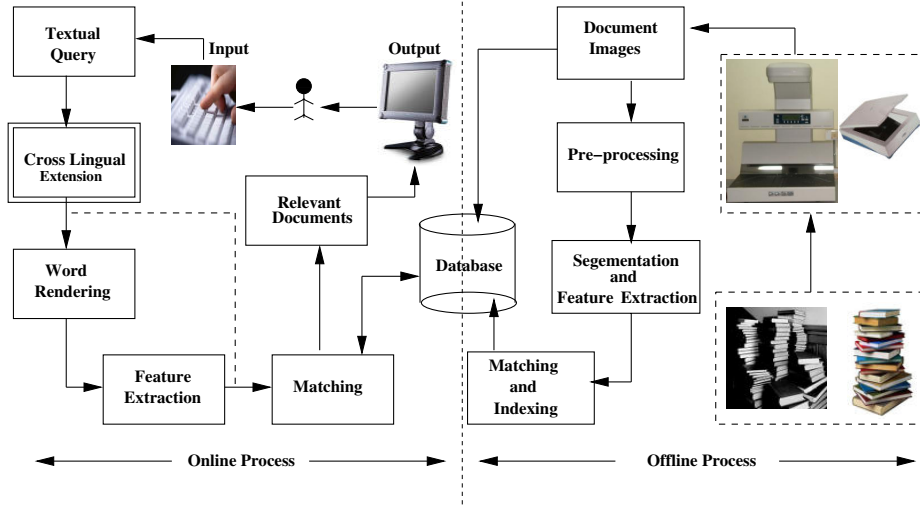 Textual
Query
Input
Output
Cross Lingual
Extension
Relevant
Documents
Word
Rendering
Feature
Extraction
Matching
Database
Document
Images
Pre-processing
Segementation
and
Feature Extraction
Matching
and
Indexing
Online Process
Offline Process